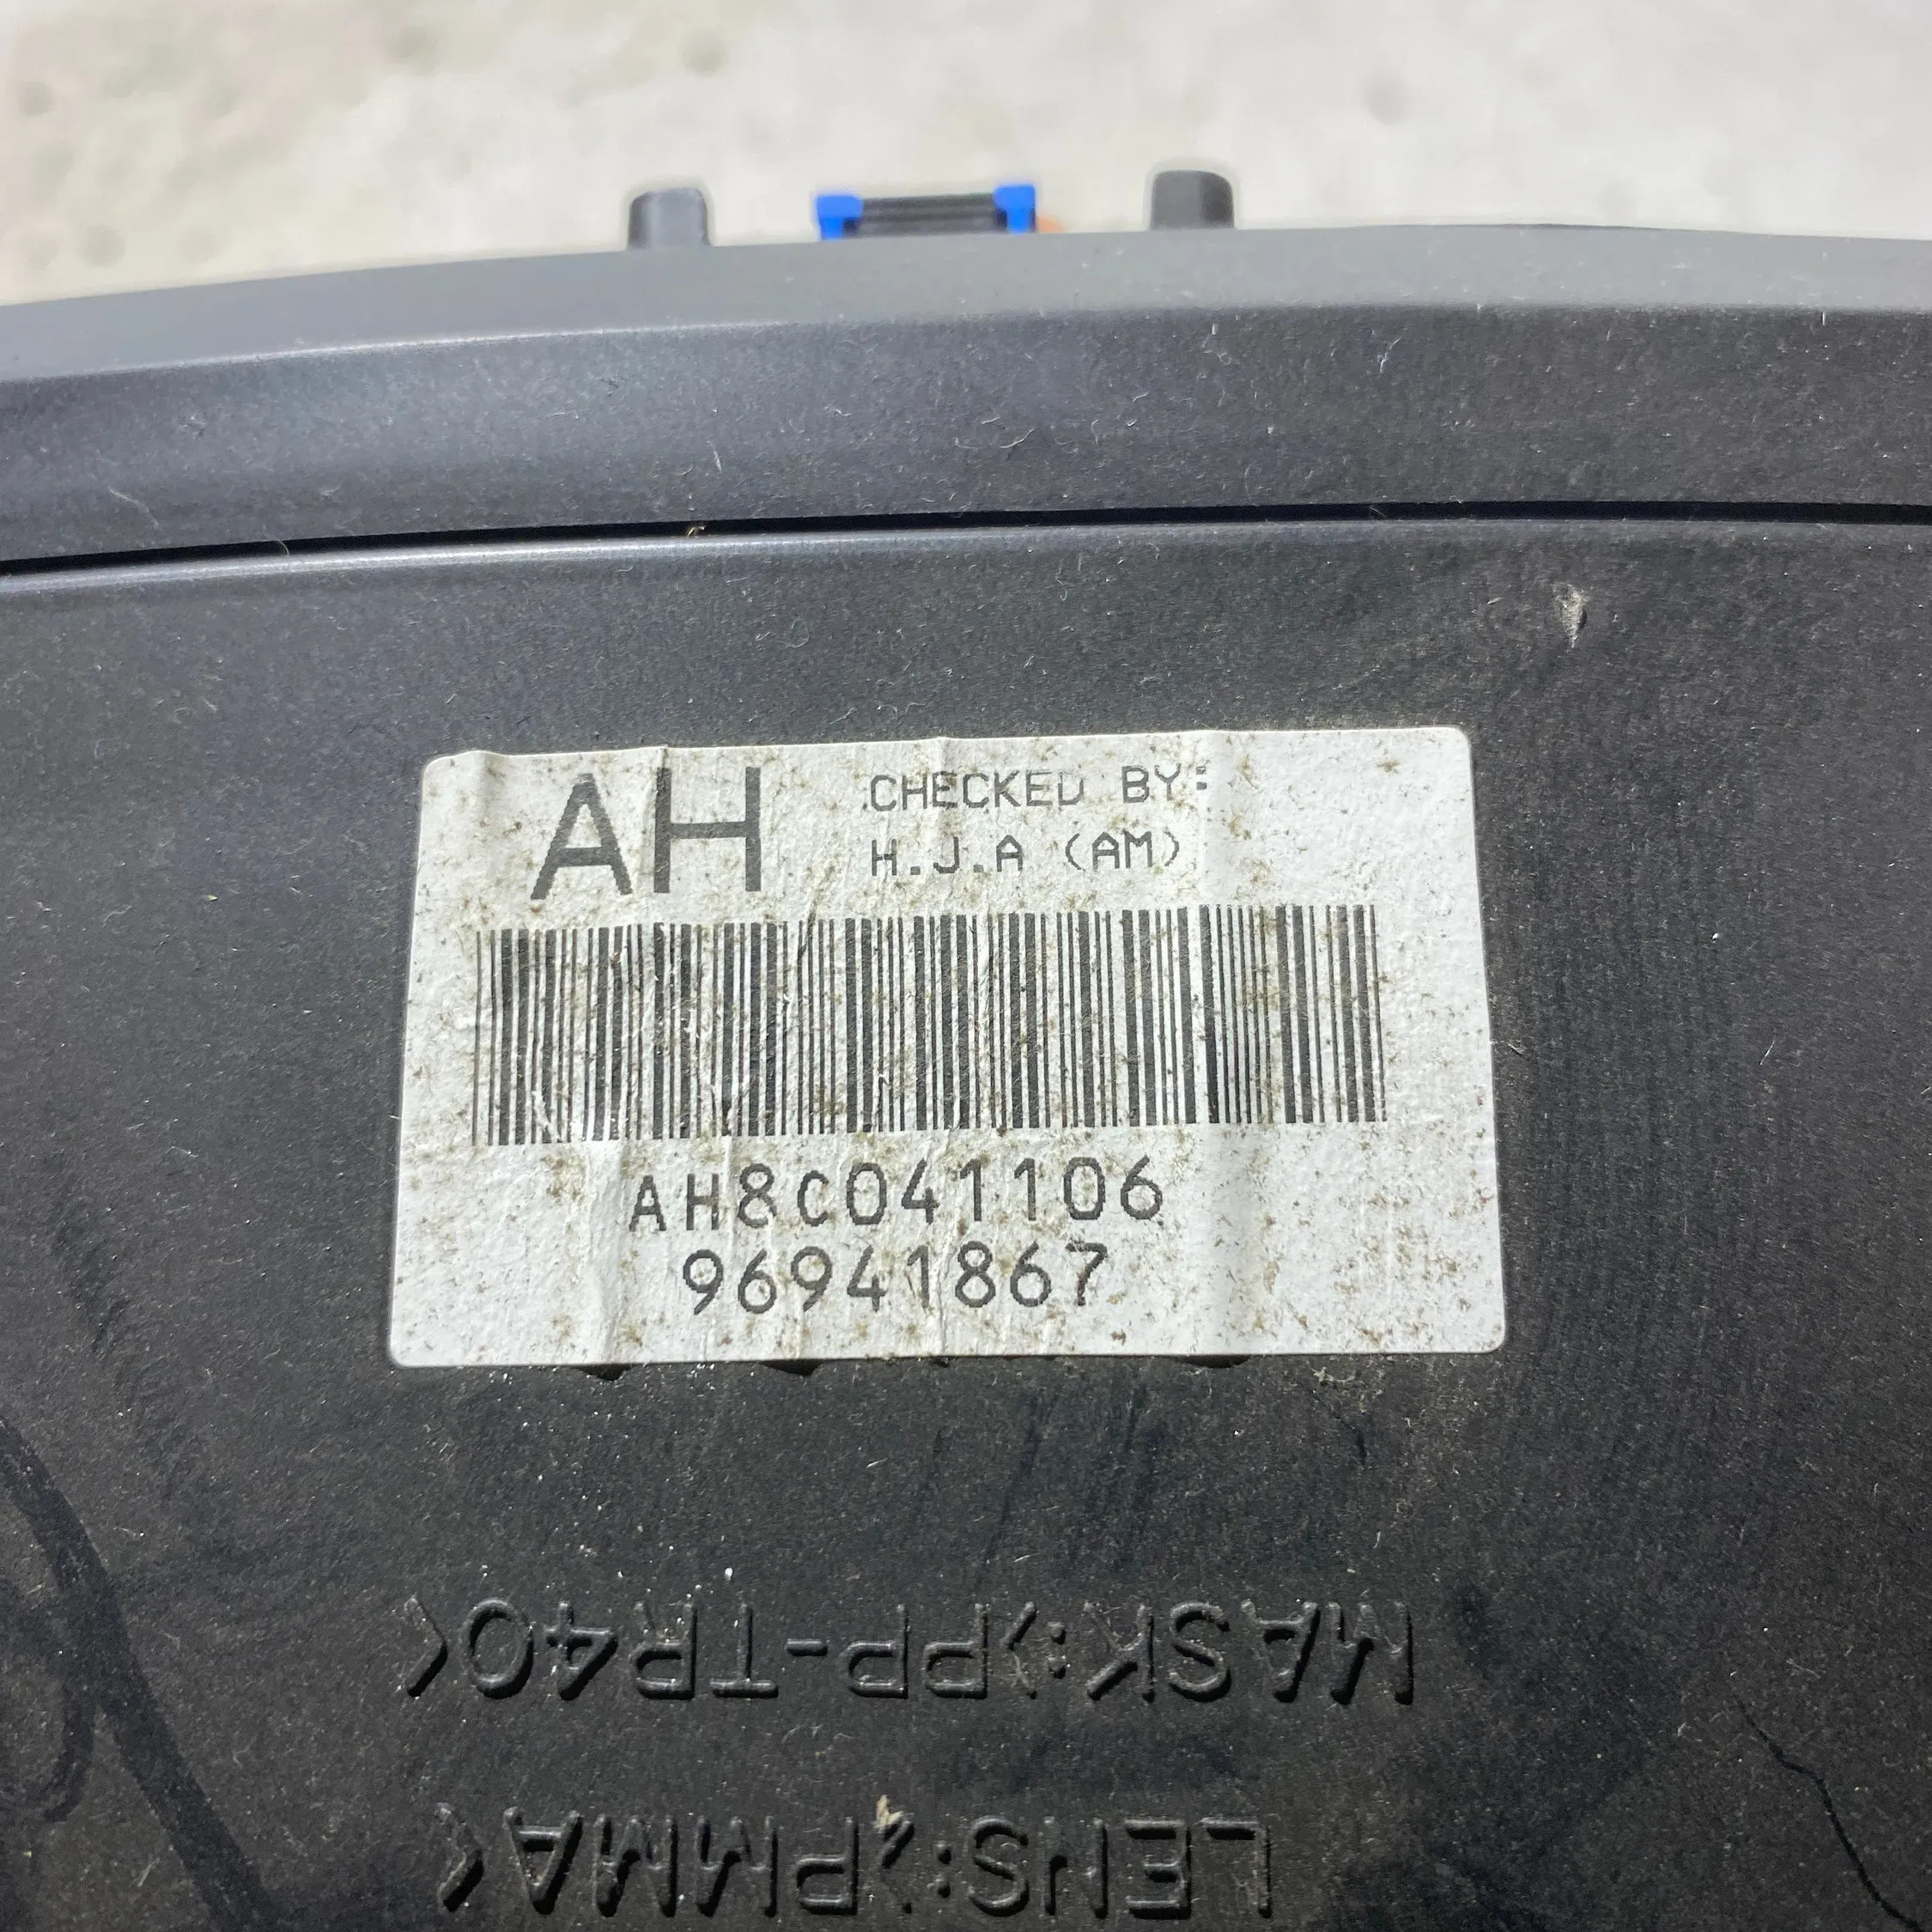 AH
CHECKED BY:
H.J.A (AM)
AH8C041106
96941867
MASK:>PP-TR40<
LENS:>PMMA<